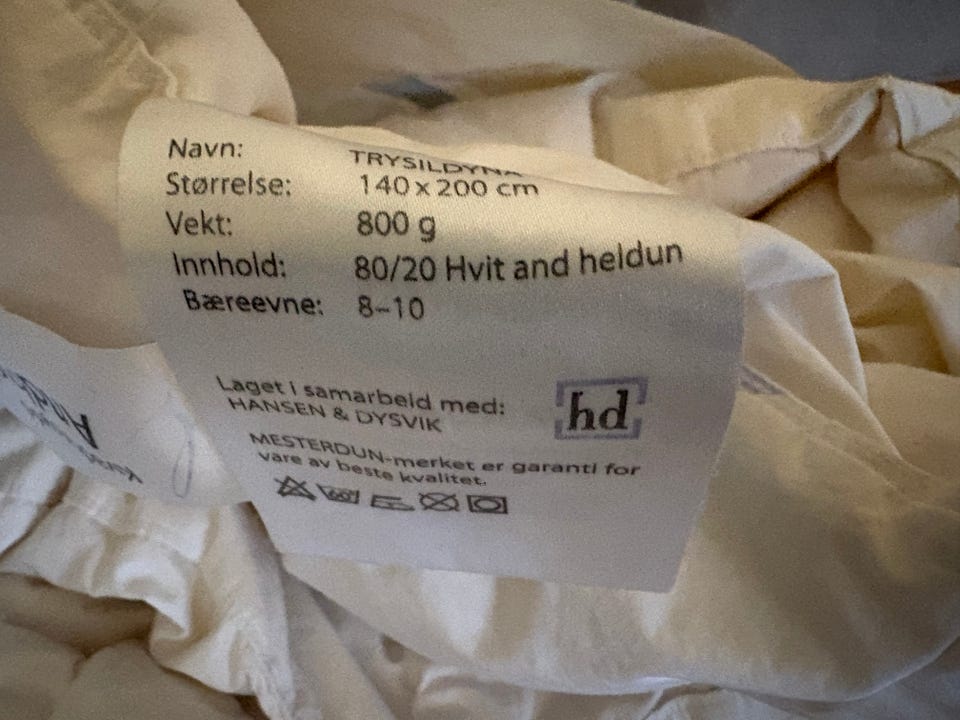 Navn: TRYSILDYNA
Størrelse: 140 x 200 cm
Vekt: 800 g
Innhold: 80/20 Hvit and heldun
Bæreevne: 8–10
Laget i samarbeid med:
HANSEN & DYSVIK
hd
MESTERDUN-merket er garanti for
vare av beste kvalitet.
60°